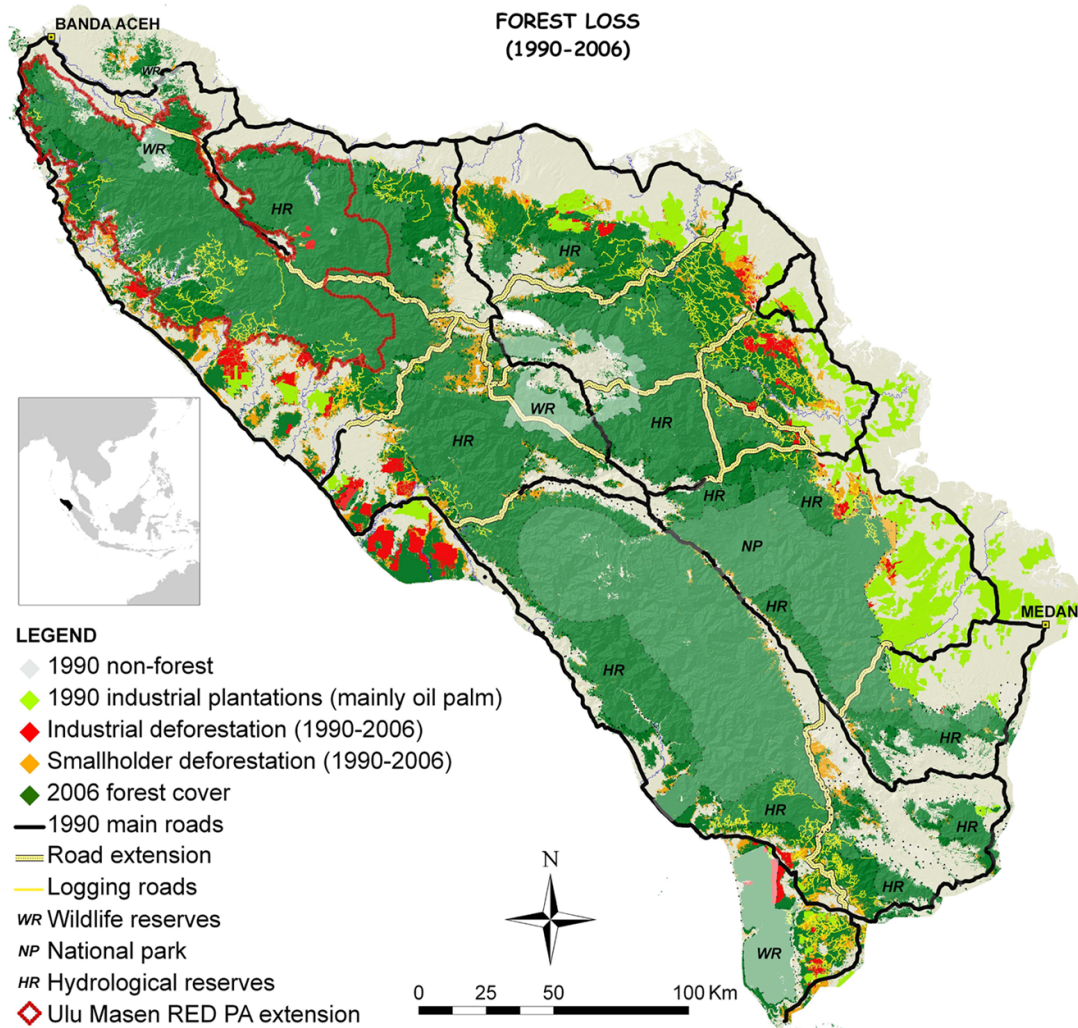 FOREST LOSS
(1990-2006)
BANDA ACEH
WR
WR
HR
HR
HR
WR
HR
HR
HR
NP
HR
MEDAN
HR
HR
HR
HR
HR
WR
N
0 25 50 100 Km
LEGEND
1990 non-forest
1990 industrial plantations (mainly oil palm)
Industrial deforestation (1990-2006)
Smallholder deforestation (1990-2006)
2006 forest cover
1990 main roads
Road extension
Logging roads
WR Wildlife reserves
NP National park
HR Hydrological reserves
Ulu Masen RED PA extension